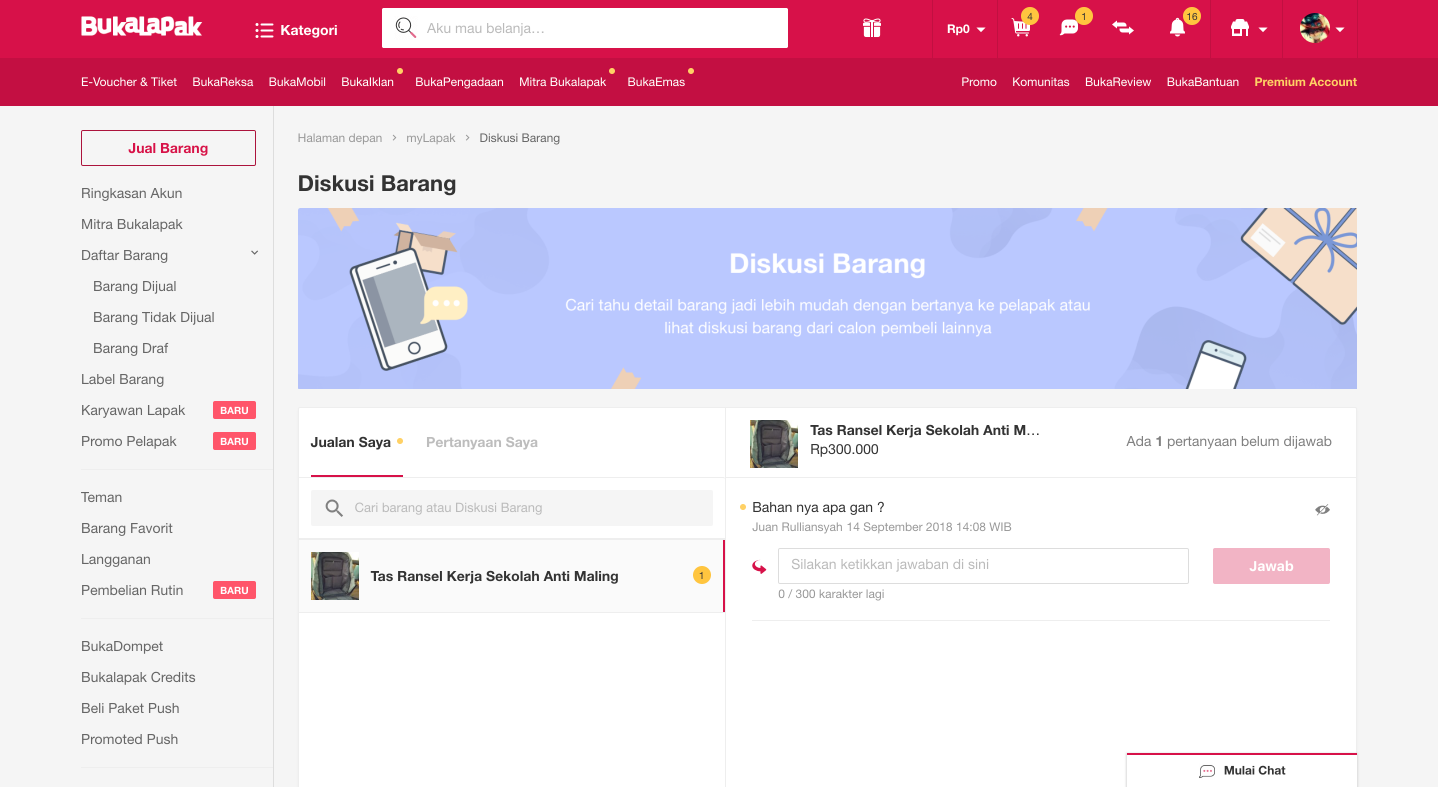 BukaLapak
Kategori
Aku mau belanja...
Rp0
4
1
16
E-Voucher & Tiket BukaReksa BukaMobil BukaIklan BukaPengadaan Mitra Bukalapak BukaEmas
Promo Komunitas BukaReview BukaBantuan Premium Account
Jual Barang
Ringkasan Akun
Mitra Bukalapak
Daftar Barang
Barang Dijual
Barang Tidak Dijual
Barang Draf
Label Barang
Karyawan Lapak BARU
Promo Pelapak BARU
Teman
Barang Favorit
Langganan
Pembelian Rutin BARU
BukaDompet
Bukalapak Credits
Beli Paket Push
Promoted Push
Halaman depan > myLapak > Diskusi Barang
Diskusi Barang
Diskusi Barang
Cari tahu detail barang jadi lebih mudah dengan bertanya ke pelapak atau
lihat diskusi barang dari calon pembeli lainnya
Jualan Saya Pertanyaan Saya
Cari barang atau Diskusi Barang
Tas Ransel Kerja Sekolah Anti Maling 1
Tas Ransel Kerja Sekolah Anti M...
Rp300.000
Ada 1 pertanyaan belum dijawab
Bahan nya apa gan ?
Juan Rulliansyah 14 September 2018 14:08 WIB
Silakan ketikkan jawaban di sini
Jawab
0 / 300 karakter lagi
Mulai Chat